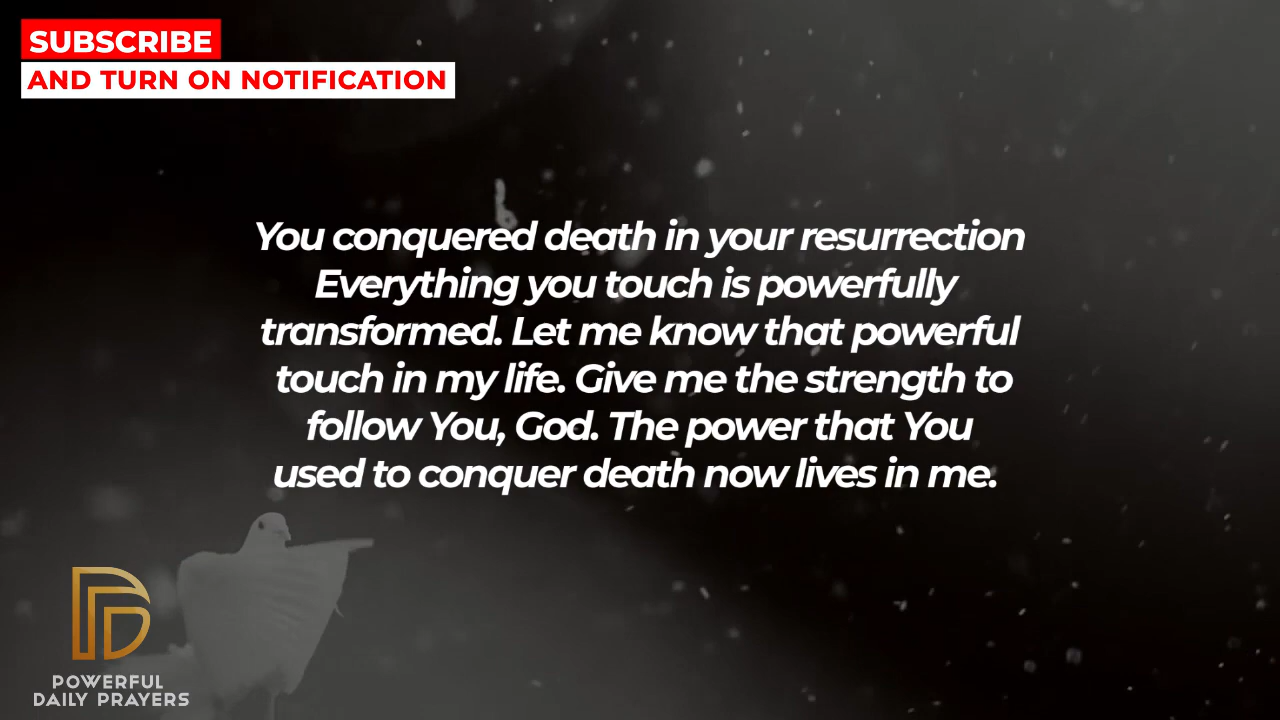 SUBSCRIBE
AND TURN ON NOTIFICATION
You conquered death in your resurrection
Everything you touch is powerfully
transformed. Let me know that powerful
touch in my life. Give me the strength to
follow You, God. The power that You
used to conquer death now lives in me.
POWERFUL
DAILY PRAYERS